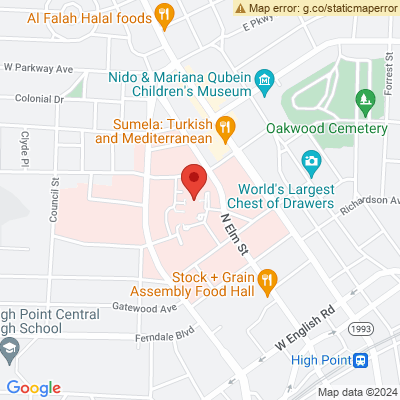 Map error: g.co/staticmaperror
Al Falah Halal foods
E Pkwy
W Parkway Ave
Forrest St
Nido & Mariana Qubein
Children's Museum
Colonial Dr
Sumela: Turkish
and Mediterranean
Oakwood Cemetery
Clyde Pl
Council St
World's Largest
Chest of Drawers
Richardson Av
N Elm St
Stock + Grain
Assembly Food Hall
Gatewood Ave
igh Point Central
igh School
Ferndale Blvd
W English Rd
1993
High Point
Google
Map data ©2024